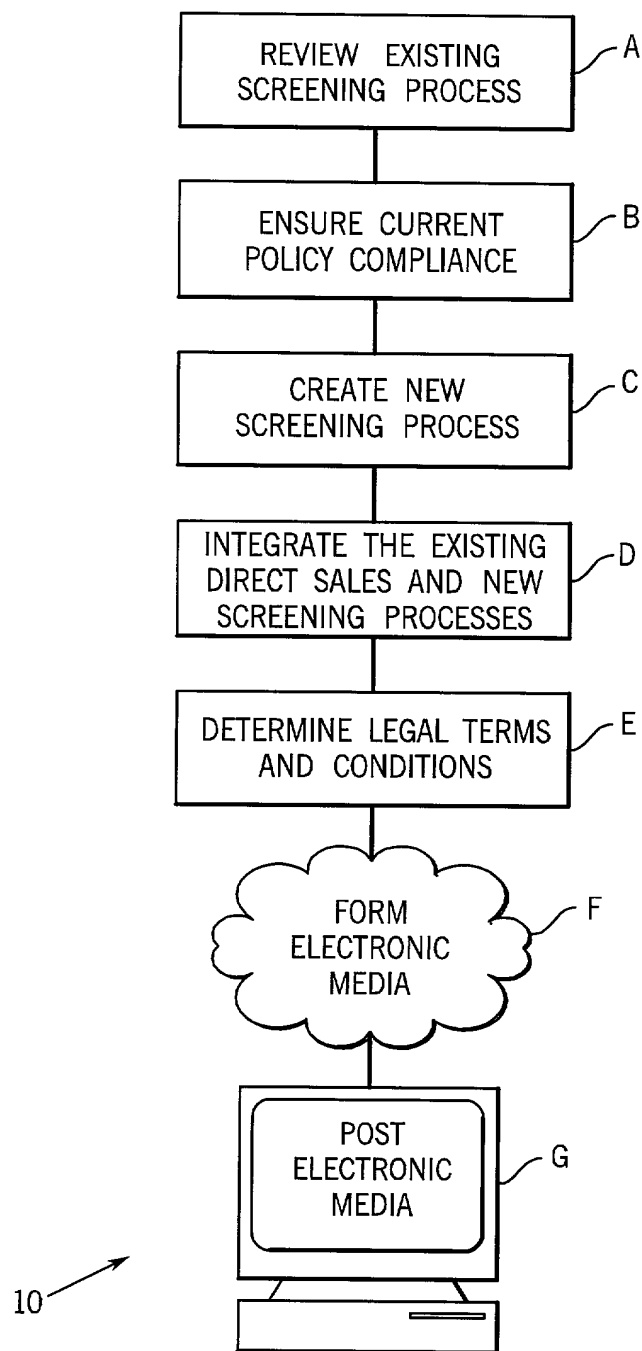 REVIEW EXISTING
SCREENING PROCESS
A
ENSURE CURRENT
POLICY COMPLIANCE
B
CREATE NEW
SCREENING PROCESS
C
INTEGRATE THE EXISTING
DIRECT SALES AND NEW
SCREENING PROCESSES
D
DETERMINE LEGAL TERMS
AND CONDITIONS
E
FORM
ELECTRONIC
MEDIA
F
POST
ELECTRONIC
MEDIA
G
10